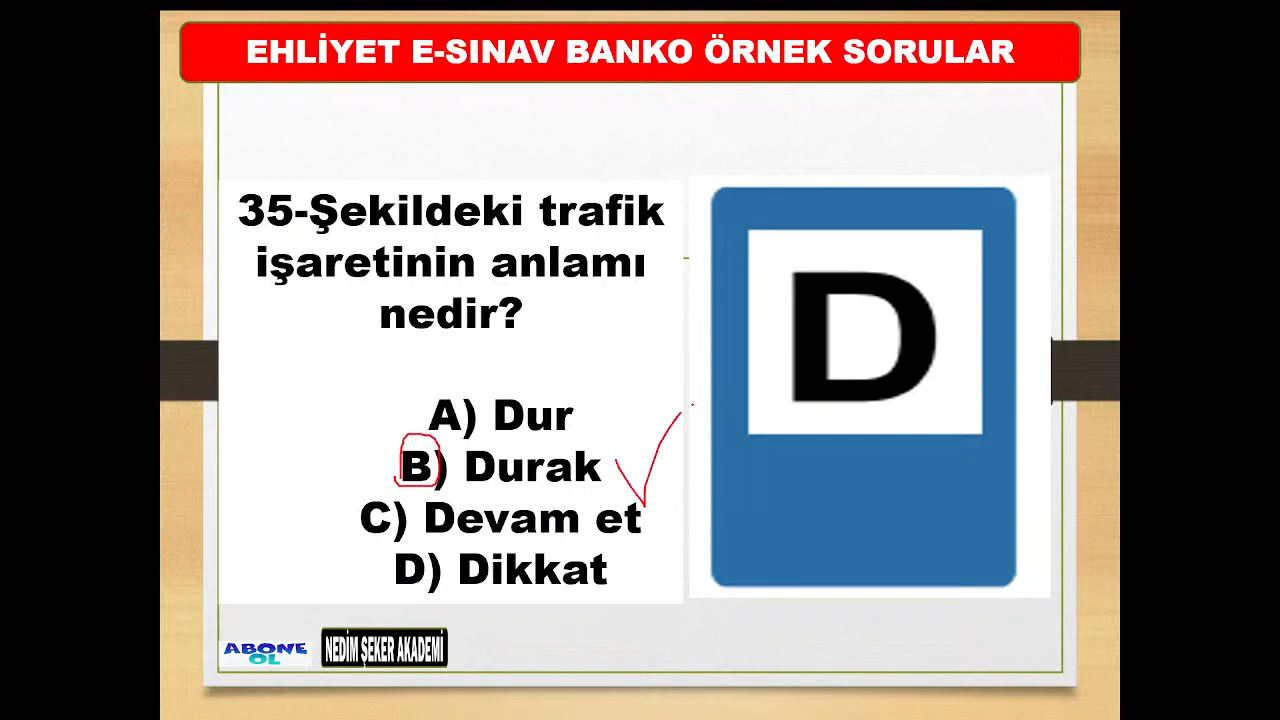 EHLİYET E-SINAV BANKO ÖRNEK SORULAR
35-Şekildeki trafik
işaretinin anlamı
nedir?
A) Dur
B) Durak
C) Devam et
D) Dikkat
D
ABONE
OL
NEDİM ŞEKER AKADEMİ